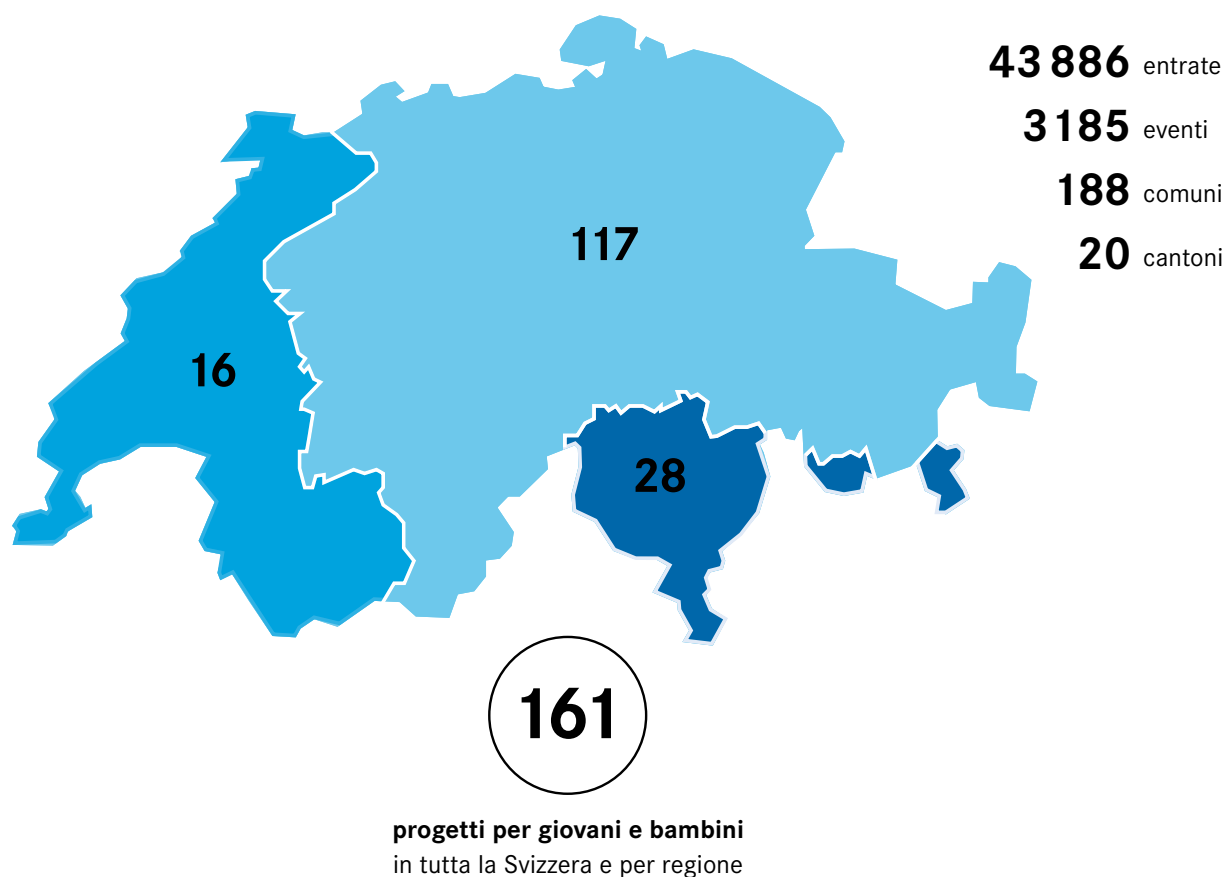 43 886 entrate
3 185 eventi
188 comuni
20 cantoni
117
16
28
161
progetti per giovani e bambini
in tutta la Svizzera e per regione